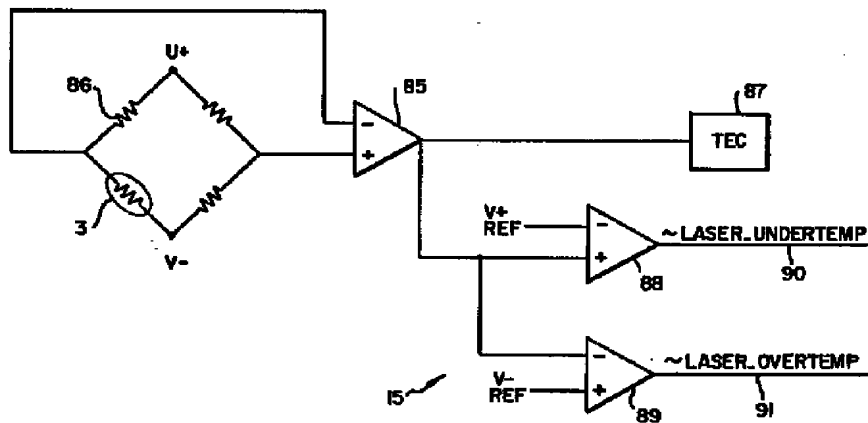 U+
86
85
87
-
+
TEC
3
V-
V+
REF
-
+
~LASER_UNDERTEMP
88
90
-
+
~LASER_OVERTEMP
15
V-
REF
89
91